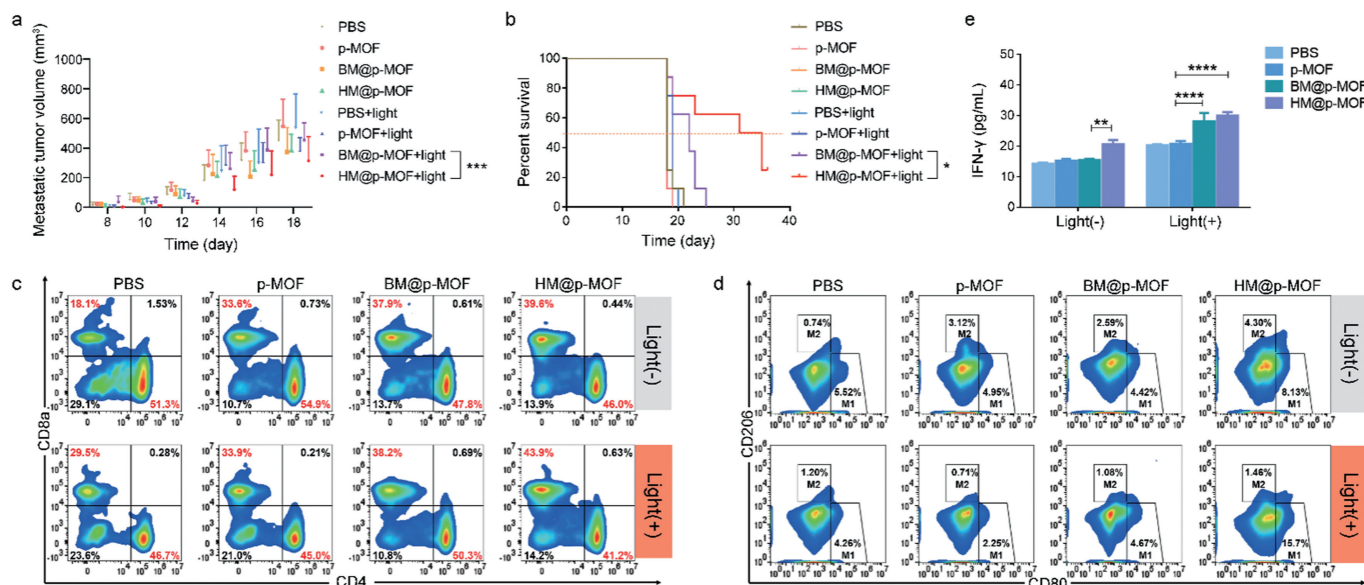 a
Metastatic tumor volume (mm³)
1000
800
600
400
200
0
8
10
12
14
16
18
Time (day)
PBS
p-MOF
BM@p-MOF
HM@p-MOF
PBS+light
p-MOF+light
BM@p-MOF+light
HM@p-MOF+light
***
b
Percent survival
100
80
60
40
20
0
0
10
20
30
40
Time (day)
PBS
p-MOF
BM@p-MOF
HM@p-MOF
PBS+light
p-MOF+light
BM@p-MOF+light
HM@p-MOF+light
*
e
IFN-γ (pg/mL)
50
40
30
20
10
0
**
****
****
Light(-)
Light(+)
PBS
p-MOF
BM@p-MOF
HM@p-MOF
c
PBS
p-MOF
BM@p-MOF
HM@p-MOF
18.1%
1.53%
29.1%
51.3%
33.6%
0.73%
10.7%
54.9%
37.9%
0.61%
13.7%
47.8%
39.6%
0.44%
13.9%
46.0%
Light(-)
29.5%
0.28%
23.6%
46.7%
33.9%
0.21%
21.0%
45.0%
38.2%
0.69%
10.8%
50.3%
43.9%
0.63%
14.2%
41.2%
Light(+)
CD8a
CD4
d
PBS
p-MOF
BM@p-MOF
HM@p-MOF
0.74%
M2
5.52%
M1
3.12%
M2
4.95%
M1
2.59%
M2
4.42%
M1
4.30%
M2
8.13%
M1
Light(-)
1.20%
M2
4.26%
M1
0.71%
M2
2.25%
M1
1.08%
M2
4.67%
M1
1.46%
M2
15.7%
M1
Light(+)
CD206
CD80